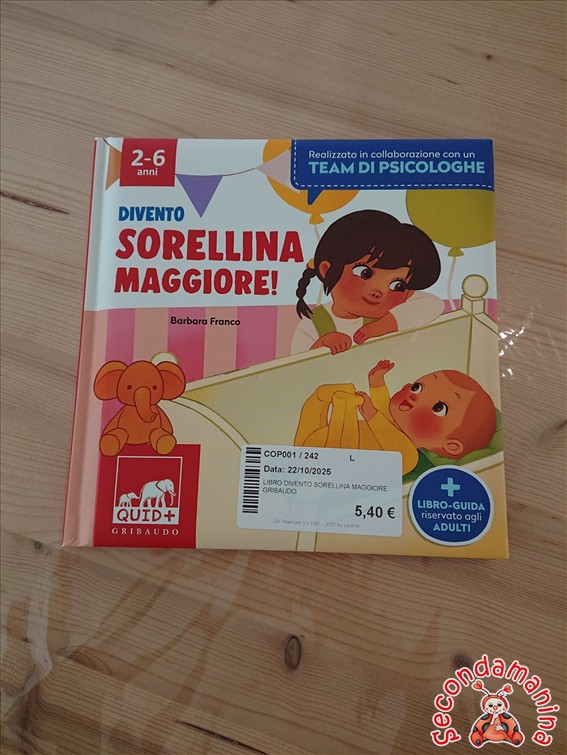 2-6
anni
Realizzato in collaborazione con un
TEAM DI PSICOLOGHE
DIVENTO
SORELLINA
MAGGIORE!
Barbara Franco
COP001 / 242 L
Data: 22/10/2025
LIBRO DIVENTO SORELLINA MAGGIORE
GRIBAUDO
5,40 €
+
LIBRO-GUIDA
riservato agli
ADULTI
QUID+
GRIBAUDO
secondamanina